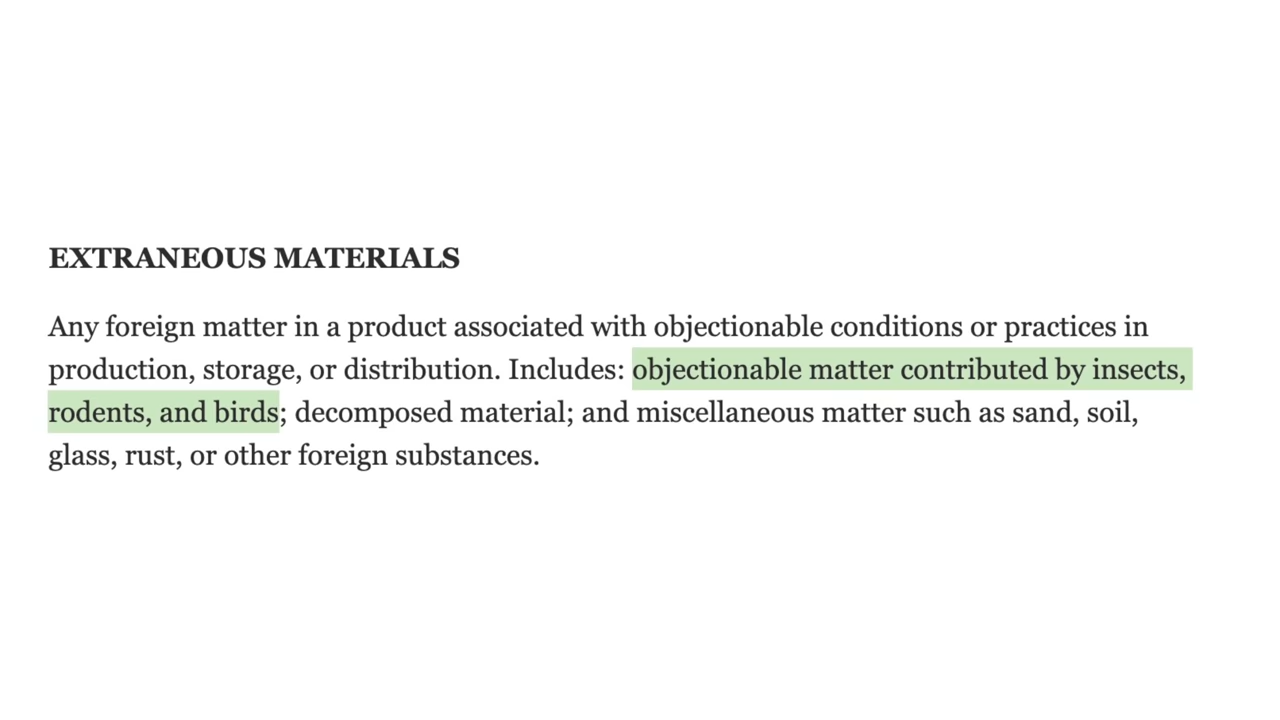 EXTRANEOUS MATERIALS
Any foreign matter in a product associated with objectionable conditions or practices in
production, storage, or distribution. Includes: objectionable matter contributed by insects,
rodents, and birds; decomposed material; and miscellaneous matter such as sand, soil,
glass, rust, or other foreign substances.